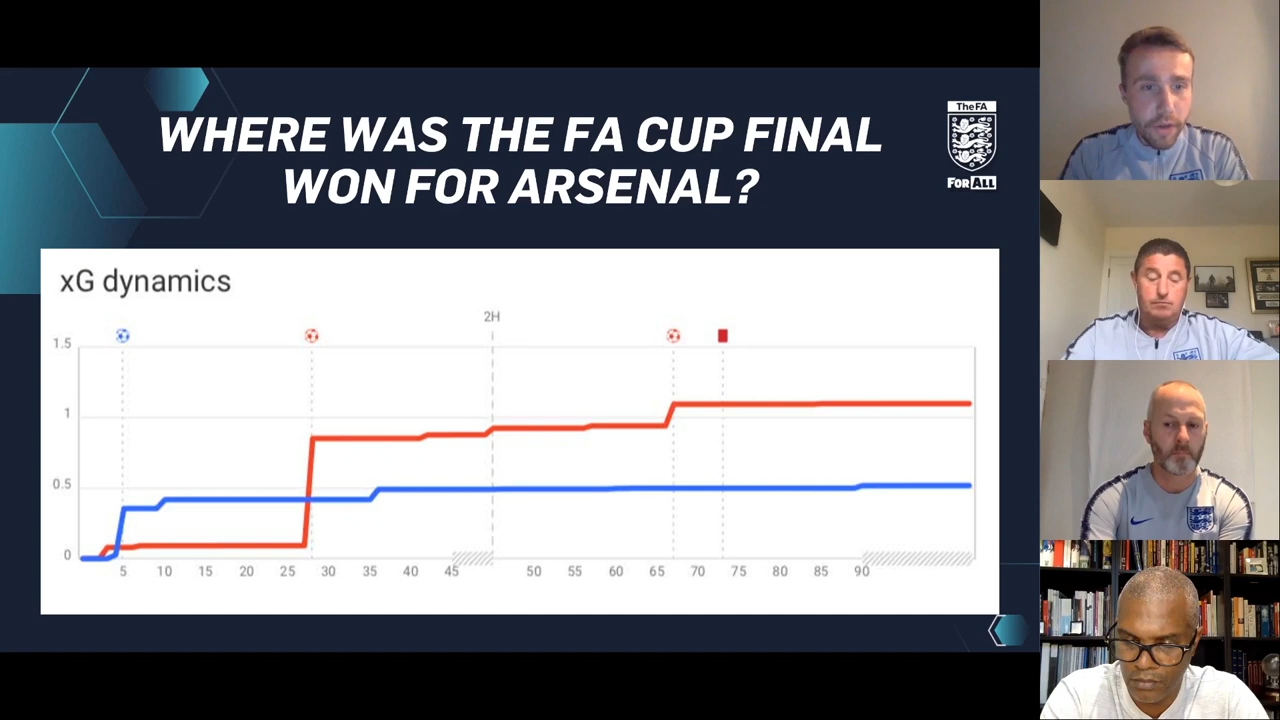 WHERE WAS THE FA CUP FINAL
WON FOR ARSENAL?
TheFA
FOR ALL
xG dynamics
2H
1.5
1
0.5
0
5 10 15 20 25 30 35 40 45 50 55 60 65 70 75 80 85 90